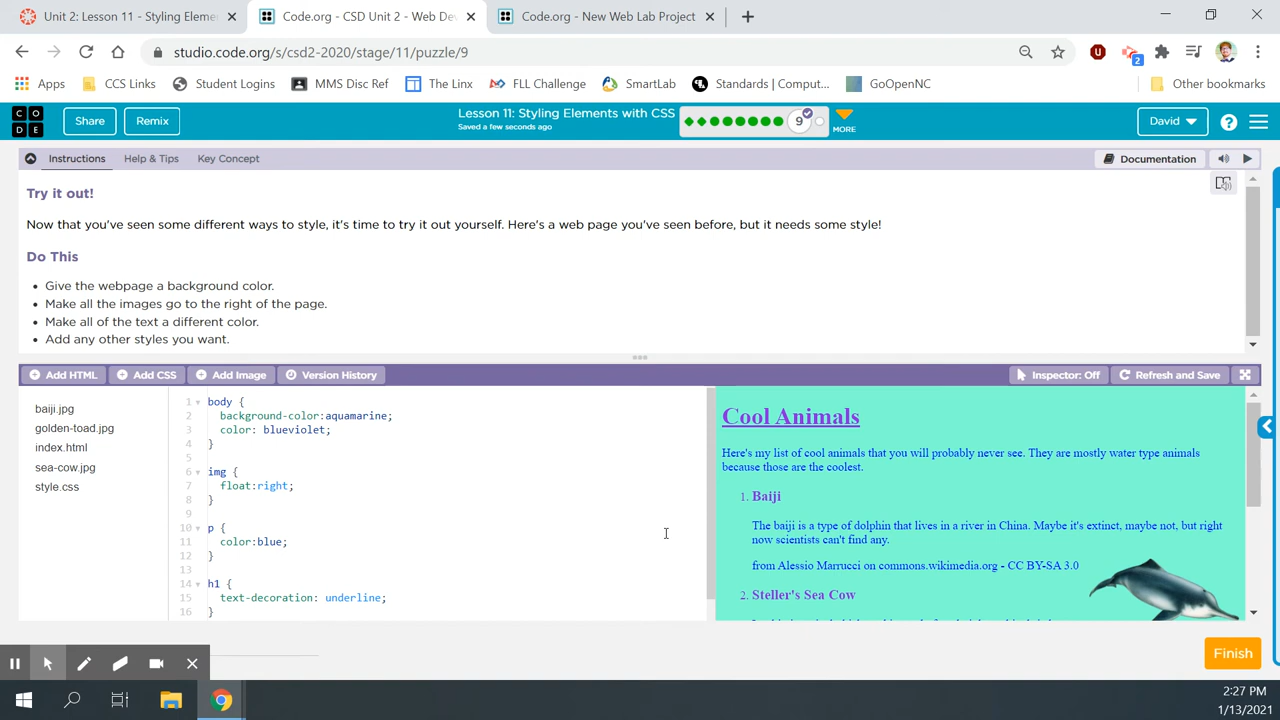 Unit 2: Lesson 11 - Styling Eleme
Code.org - CSD Unit 2 - Web De
Code.org - New Web Lab Project
studio.code.org/s/csd2-2020/stage/11/puzzle/9
2
Apps
CCS Links
Student Logins
MMS Disc Ref
The Linx
FLL Challenge
SmartLab
Standards | Comput...
GoOpenNC
Other bookmarks
C O
D E
Share
Remix
Lesson 11: Styling Elements with CSS
Saved a few seconds ago
9
MORE
David
Instructions
Help & Tips
Key Concept
Documentation
Try it out!
Now that you've seen some different ways to style, it's time to try it out yourself. Here's a web page you've seen before, but it needs some style!
Do This
Give the webpage a background color.
Make all the images go to the right of the page.
Make all of the text a different color.
Add any other styles you want.
Add HTML
Add CSS
Add Image
Version History
Inspector: Off
Refresh and Save
baiji.jpg
golden-toad.jpg
index.html
sea-cow.jpg
style.css
1 body {
2 background-color:aquamarine;
3 color: blueviolet;
4 }
5
6 img {
7 float:right;
8 }
9
10 p {
11 color:blue;
12 }
13
14 h1 {
15 text-decoration: underline;
16 }
Cool Animals
Here's my list of cool animals that you will probably never see. They are mostly water type animals
because those are the coolest.
1. Baiji
The baiji is a type of dolphin that lives in a river in China. Maybe it's extinct, maybe not, but right
now scientists can't find any.
from Alessio Marrucci on commons.wikimedia.org - CC BY-SA 3.0
2. Steller's Sea Cow
Finish
2:27 PM
1/13/2021